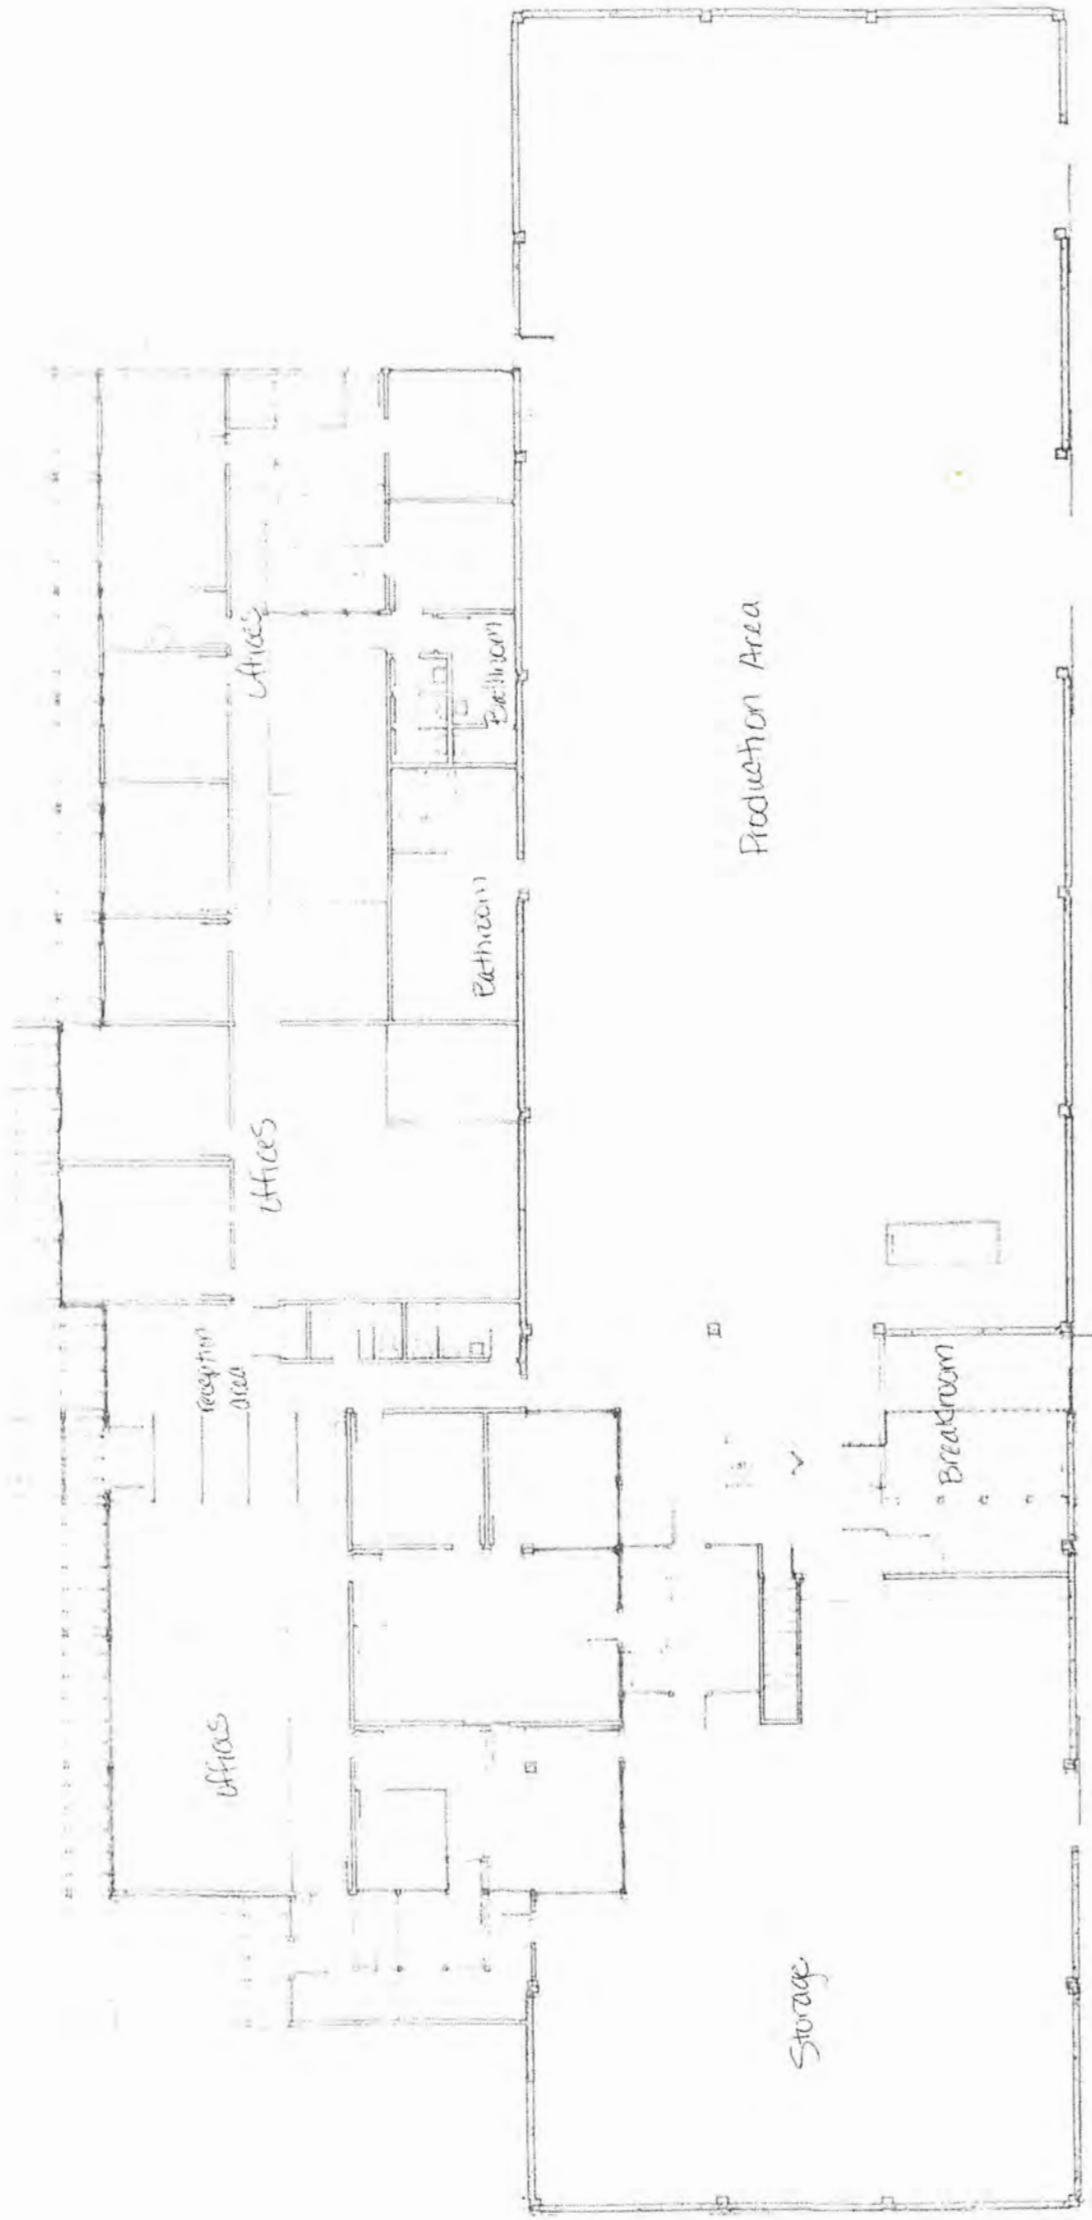 Offices
Bathroom
Production Area
Bathroom
Offices
reception
area
Breakroom
Offices
Storage